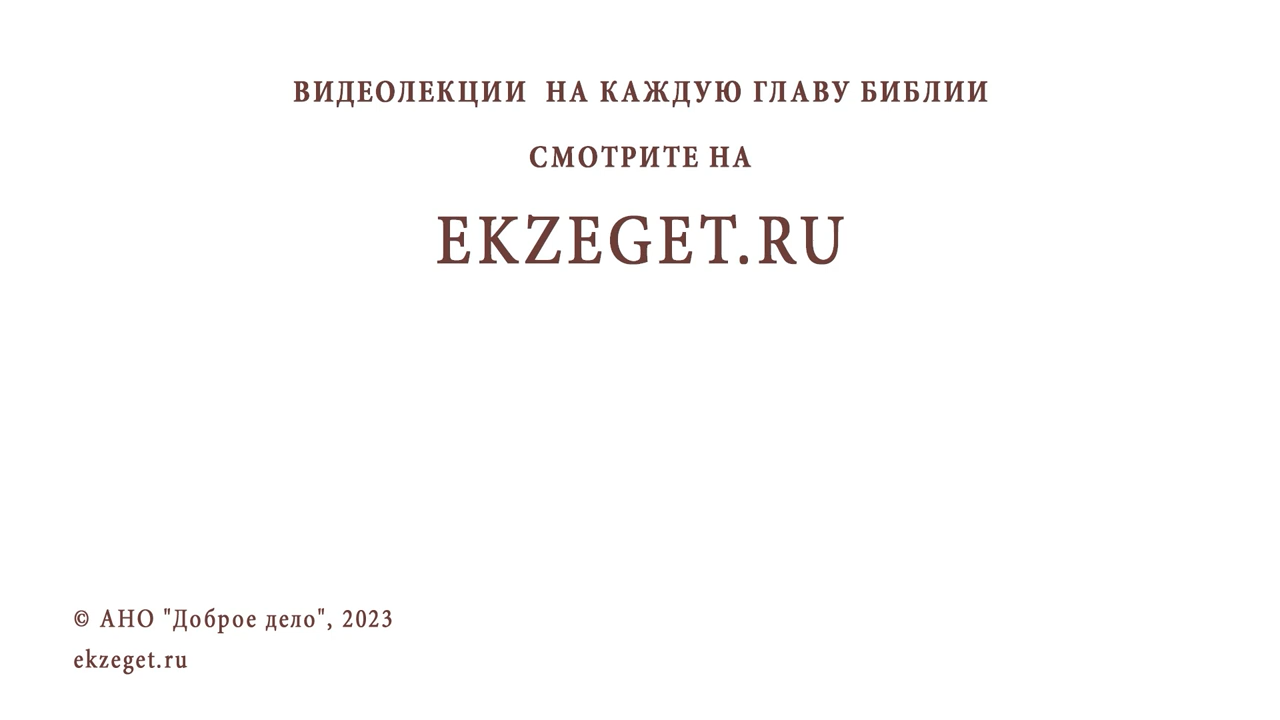 ВИДЕОЛЕКЦИИ НА КАЖДУЮ ГЛАВУ БИБЛИИ
СМОТРИТЕ НА
EKZEGET.RU
© АНО "Доброе дело", 2023
ekzeget.ru